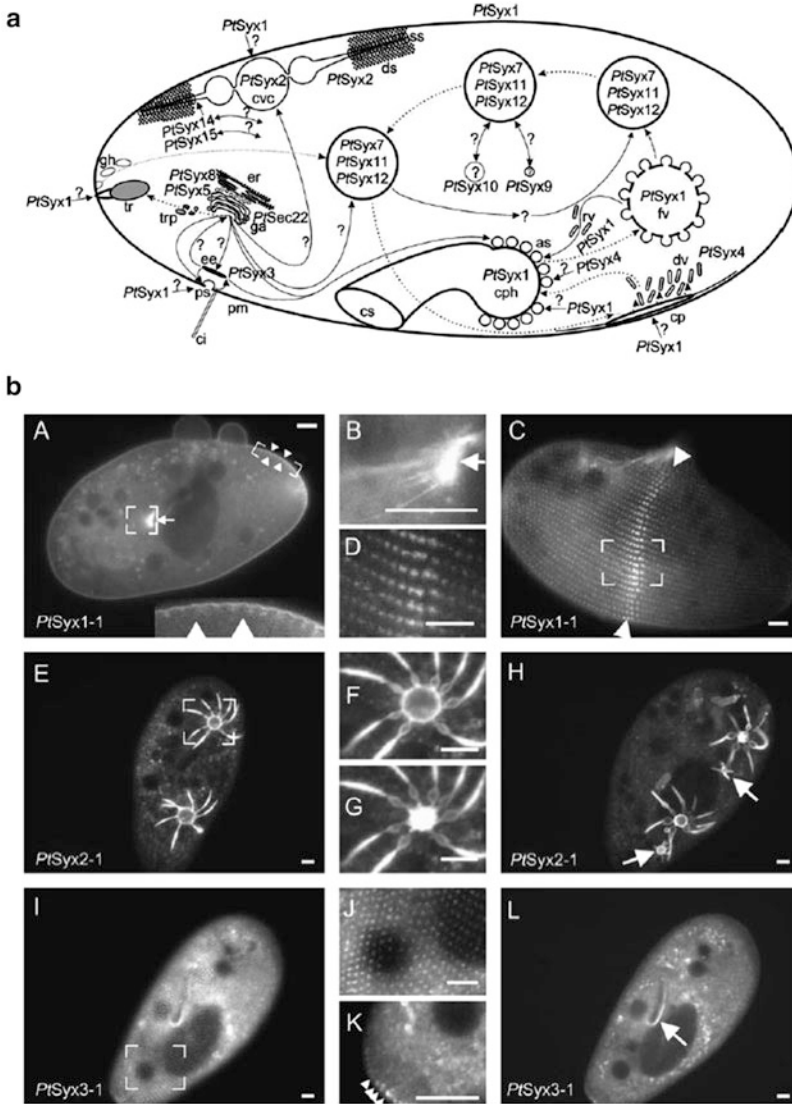 a
PtSyx1
PtSyx1
?
ss
ds
PtSyx2
cvc
PtSyx2
?
PtSyx14
PtSyx15
?
?
gh
PtSyx8
er
PtSyx5
PtSec22
ga
PtSyx1
?
tr
trp
?
?
?
?
ee
PtSyx3
PtSyx1
?
ps
pm
ci
PtSyx7
PtSyx11
PtSyx12
PtSyx7
PtSyx11
PtSyx12
PtSyx7
PtSyx11
PtSyx12
?
?
?
?
PtSyx10
PtSyx9
?
rv
PtSyx1
fv
as
PtSyx1
?
PtSyx4
PtSyx1
cph
dv
PtSyx4
?
PtSyx1
cs
cp
?
PtSyx1
b
A
PtSyx1-1
B
D
C
PtSyx1-1
E
PtSyx2-1
F
G
H
PtSyx2-1
I
PtSyx3-1
J
K
L
PtSyx3-1